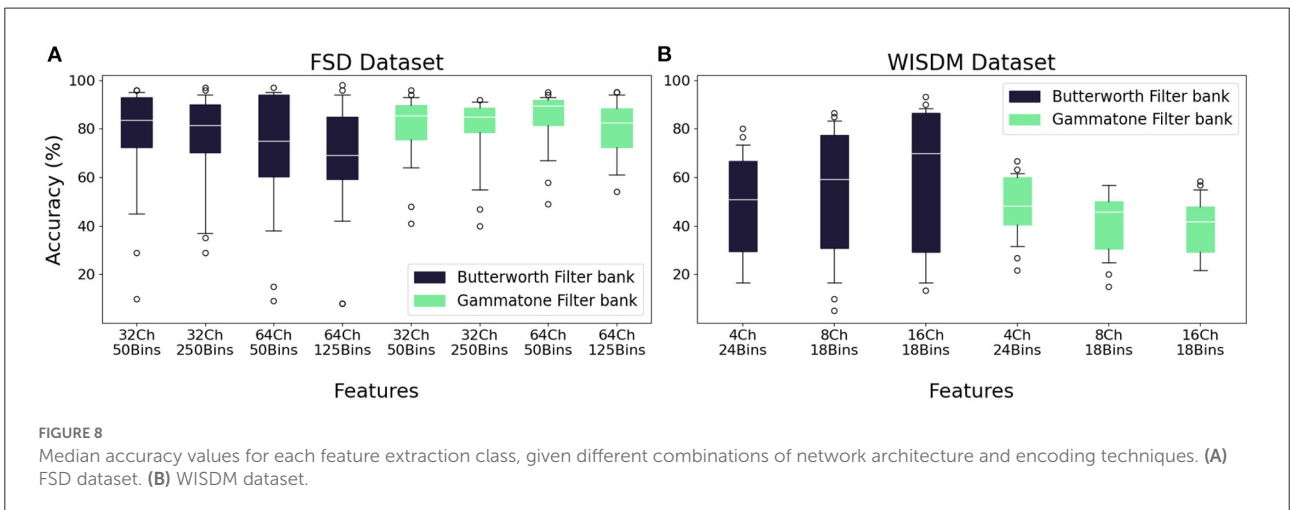 A
FSD Dataset
Accuracy (%)
100
80
60
40
20
Butterworth Filter bank
Gammatone Filter bank
32Ch 32Ch 64Ch 64Ch 32Ch 32Ch 64Ch 64Ch
50Bins 250Bins 50Bins 125Bins 50Bins 250Bins 50Bins 125Bins
Features
B
WISDM Dataset
100
80
60
40
20
Butterworth Filter bank
Gammatone Filter bank
4Ch 8Ch 16Ch 4Ch 8Ch 16Ch
24Bins 18Bins 18Bins 24Bins 18Bins 18Bins
Features
FIGURE 8
Median accuracy values for each feature extraction class, given different combinations of network architecture and encoding techniques. (A)
FSD dataset. (B) WISDM dataset.